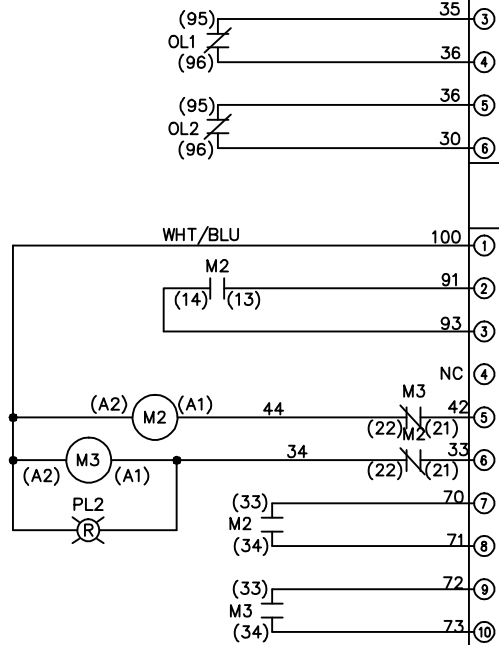 (95) 35 3
OL1
(96) 36 4
(95) 36 5
OL2
(96) 30 6
WHT/BLU 100 1
M2 91 2
(14) (13)
93 3
NC 4
M3
(A2) M2 (A1) 44 42 5
(22) (21)
M2
M3 34 33 6
(A2) (A1) (22) (21)
PL2
R
(33) 70 7
M2
(34) 71 8
(33) 72 9
M3
(34) 73 10